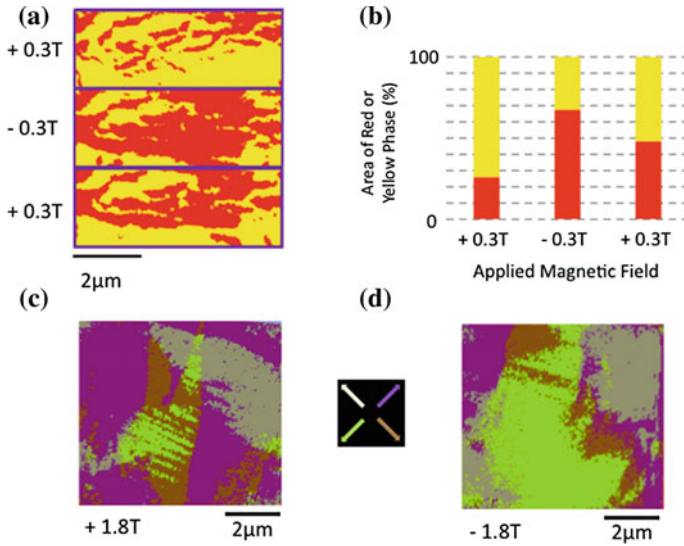 (a)
+ 0.3T
- 0.3T
+ 0.3T
2μm
(b)
100
Area of Red or
Yellow Phase (%)
0
+ 0.3T
- 0.3T
+ 0.3T
Applied Magnetic Field
(c)
+ 1.8T
2μm
(d)
- 1.8T
2μm